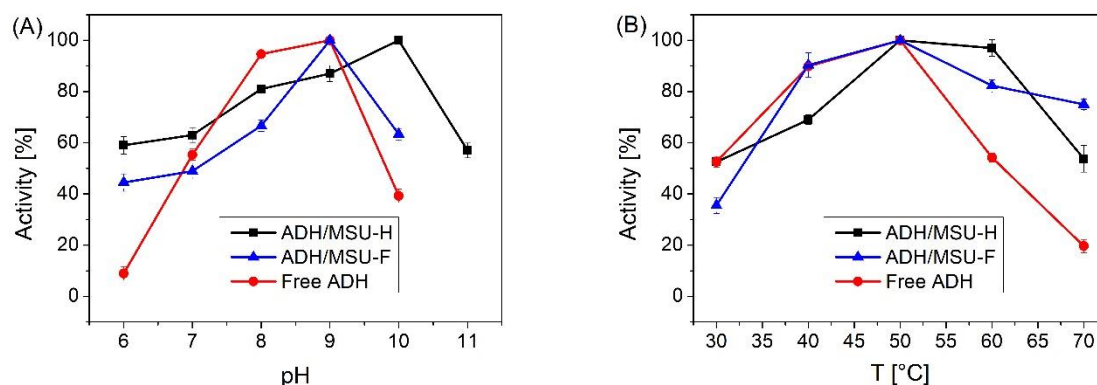 (A)
100
80
60
40
20
0
Activity [%]
ADH/MSU-H
ADH/MSU-F
Free ADH
6 7 8 9 10 11
pH
(B)
100
80
60
40
20
0
Activity [%]
ADH/MSU-H
ADH/MSU-F
Free ADH
30 35 40 45 50 55 60 65 70
T [°C]